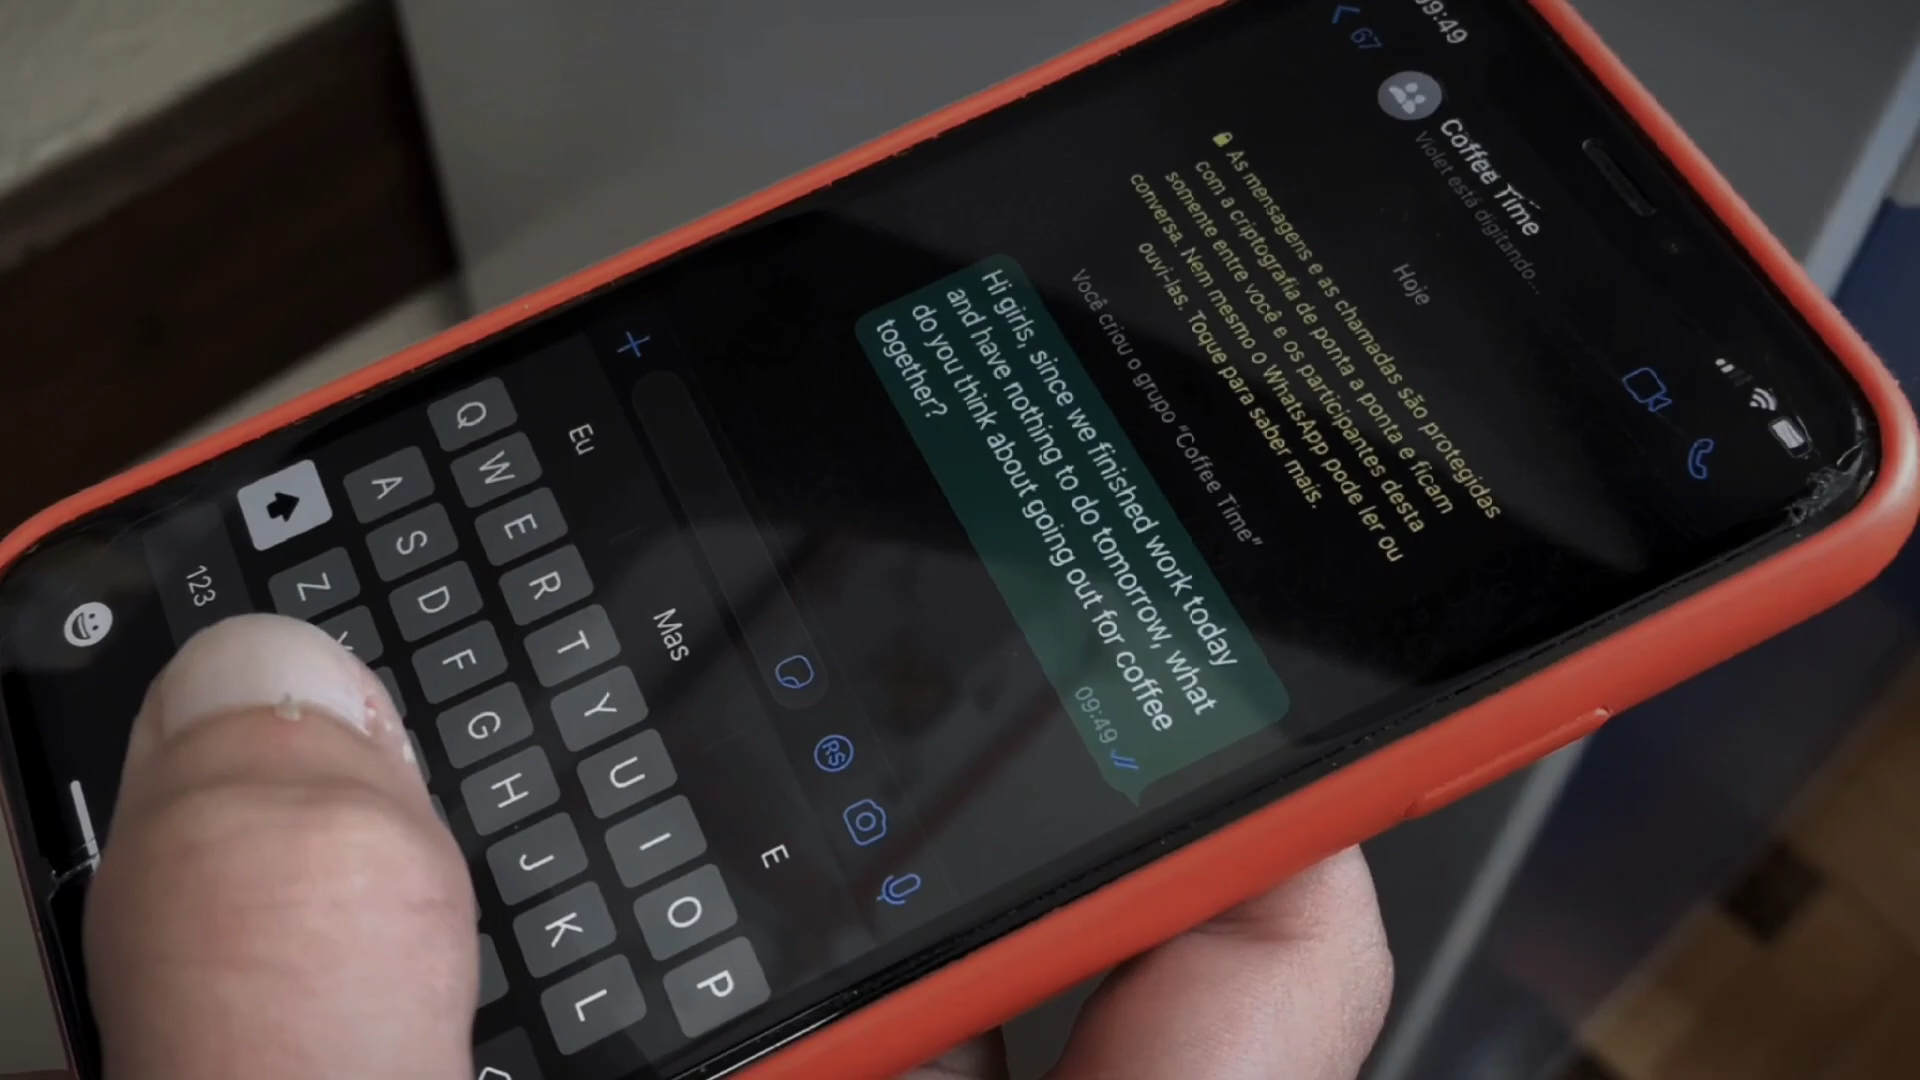 09:49
67
Coffee Time
Violet está digitando...
Hoje
As mensagens e as chamadas são protegidas
com a criptografia de ponta a ponta e ficam
somente entre você e os participantes desta
conversa. Nem mesmo o WhatsApp pode ler ou
ouvi-las. Toque para saber mais.
Você criou o grupo “Coffee Time”
Hi girls, since we finished work today
and have nothing to do tomorrow, what
do you think about going out for coffee
together?
09:49
R$
Eu Mas E
Q W E R T Y U I O P
A S D F G H J K L
Z
123